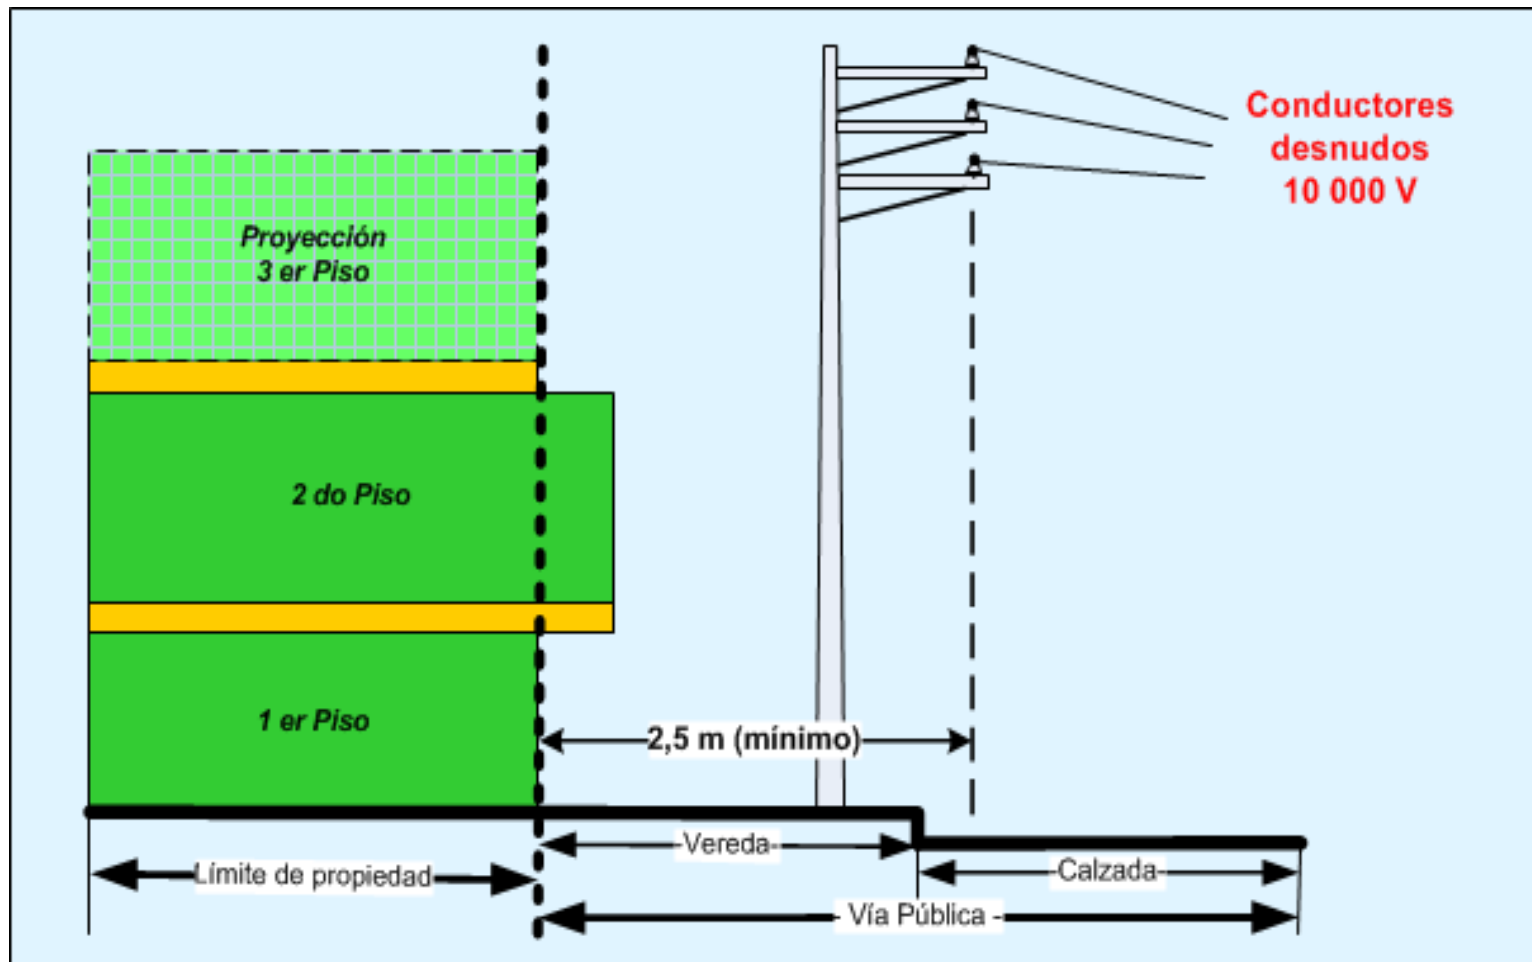 Conductores
desnudos
10 000 V
Proyección
3 er Piso
2 do Piso
1 er Piso
2,5 m (mínimo)
Vereda
Límite de propiedad
Calzada
- Vía Pública -